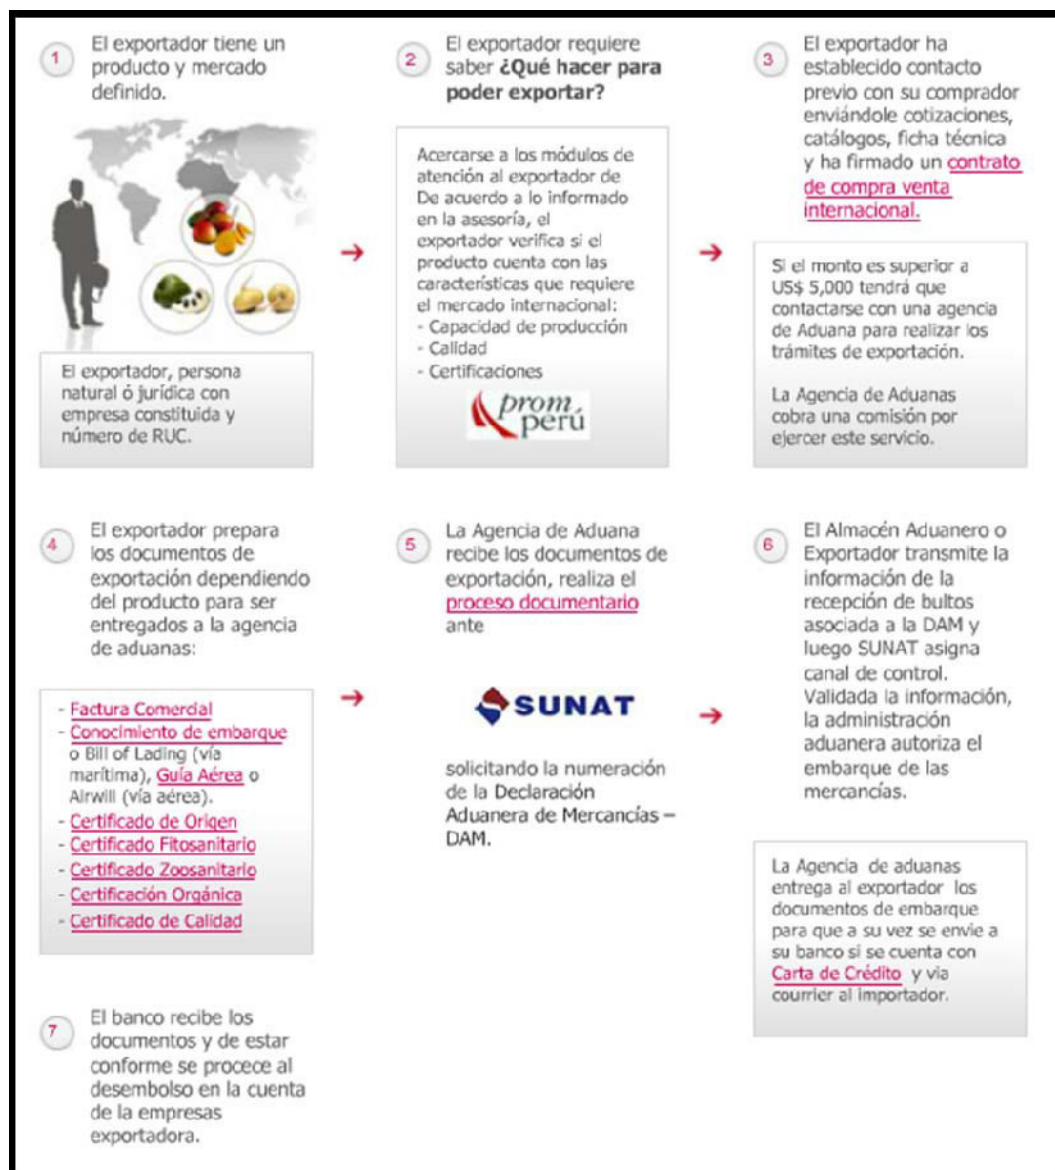 1
El exportador tiene un
producto y mercado
definido.
El exportador, persona
natural ó jurídica con
empresa constituida y
número de RUC.
2
El exportador requiere
saber ¿Qué hacer para
poder exportar?
Acercarse a los módulos de
atención al exportador de
De acuerdo a lo informado
en la asesoría, el
exportador verifica si el
producto cuenta con las
características que requiere
el mercado internacional:
- Capacidad de producción
- Calidad
- Certificaciones
prom
perú
3
El exportador ha
establecido contacto
previo con su comprador
enviándole cotizaciones,
catálogos, ficha técnica
y ha firmado un contrato
de compra venta
internacional.
Si el monto es superior a
US$ 5,000 tendrá que
contactarse con una agencia
de Aduana para realizar los
trámites de exportación.
La Agencia de Aduanas
cobra una comisión por
ejercer este servicio.
4
El exportador prepara
los documentos de
exportación dependiendo
del producto para ser
entregados a la agencia
de aduanas:
- Factura Comercial
- Conocimiento de embarque
o Bill of Lading (vía
marítima), Guía Aérea o
Airwill (vía aérea).
- Certificado de Origen
- Certificado Fitosanitario
- Certificado Zoosanitario
- Certificación Orgánica
- Certificado de Calidad
5
La Agencia de Aduana
recibe los documentos de
exportación, realiza el
proceso documentario
ante
SUNAT
solicitando la numeración
de la Declaración
Aduanera de Mercancías –
DAM.
6
El Almacén Aduanero o
Exportador transmite la
información de la
recepción de bultos
asociada a la DAM y
luego SUNAT asigna
canal de control.
Validada la información,
la administración
aduanera autoriza el
embarque de las
mercancías.
La Agencia de aduanas
entrega al exportador los
documentos de embarque
para que a su vez se envie a
su banco si se cuenta con
Carta de Crédito y via
courrier al importador.
7
El banco recibe los
documentos y de estar
conforme se procece al
desembolso en la cuenta
de la empresas
exportadora.